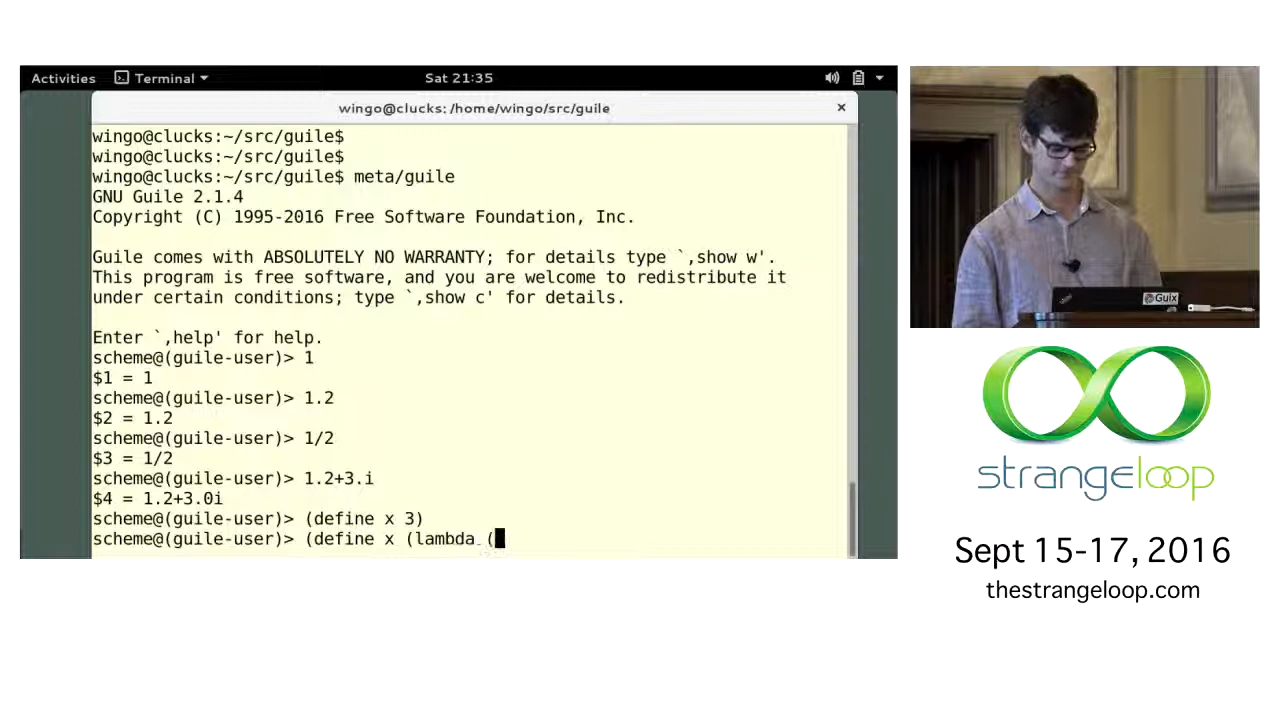 Activities Terminal Sat 21:35
wingo@clucks:/home/wingo/src/guile ×
wingo@clucks:~/src/guile$
wingo@clucks:~/src/guile$
wingo@clucks:~/src/guile$ meta/guile
GNU Guile 2.1.4
Copyright (C) 1995-2016 Free Software Foundation, Inc.
Guile comes with ABSOLUTELY NO WARRANTY; for details type `,show w'.
This program is free software, and you are welcome to redistribute it
under certain conditions; type `,show c' for details.
Enter `,help' for help.
scheme@(guile-user)> 1
$1 = 1
scheme@(guile-user)> 1.2
$2 = 1.2
scheme@(guile-user)> 1/2
$3 = 1/2
scheme@(guile-user)> 1.2+3.i
$4 = 1.2+3.0i
scheme@(guile-user)> (define x 3)
scheme@(guile-user)> (define x (lambda (
Guix
strangeloop
Sept 15-17, 2016
thestrangeloop.com